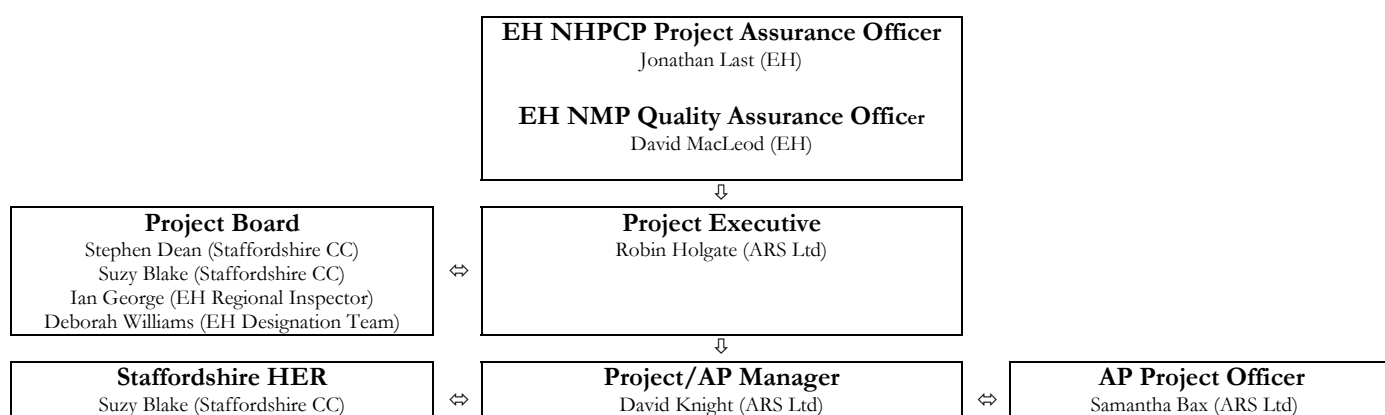 EH NHPCP Project Assurance Officer
Jonathan Last (EH)
EH NMP Quality Assurance Officer
David MacLeod (EH)
⇩
Project Board
Stephen Dean (Staffordshire CC)
Suzy Blake (Staffordshire CC)
Ian George (EH Regional Inspector)
Deborah Williams (EH Designation Team)
⇔
Project Executive
Robin Holgate (ARS Ltd)
⇩
Staffordshire HER
Suzy Blake (Staffordshire CC)
⇔
Project/AP Manager
David Knight (ARS Ltd)
⇔
AP Project Officer
Samantha Bax (ARS Ltd)